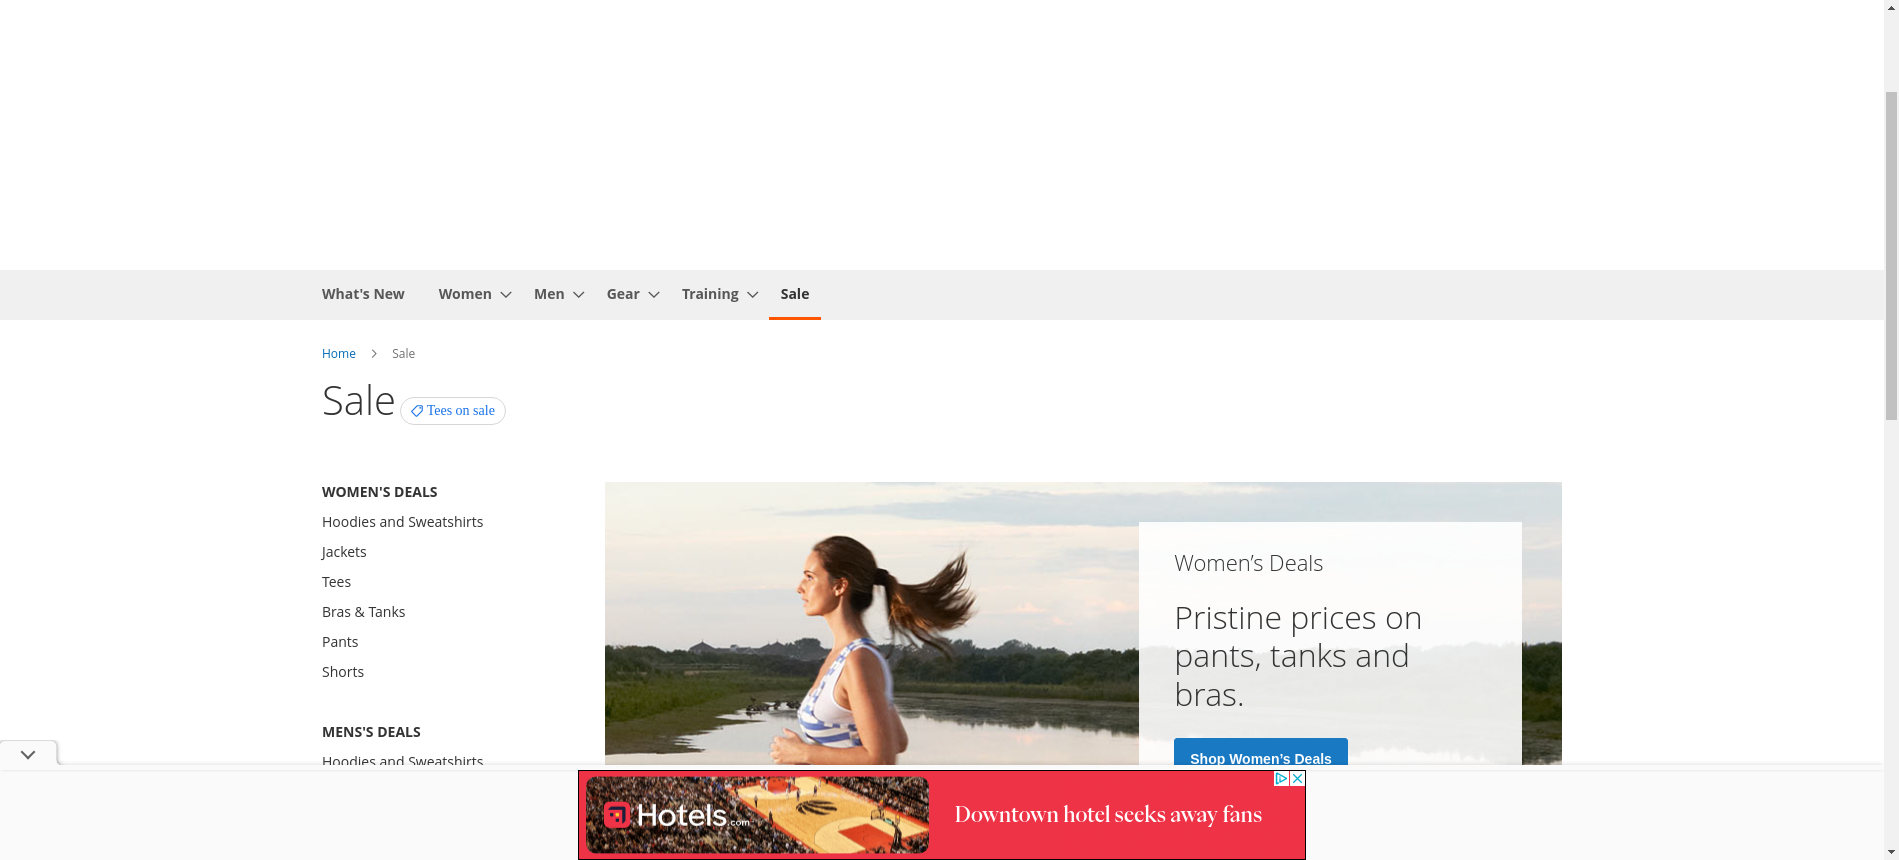 What's New Women Men Gear Training Sale
Home Sale
Sale Tees on sale
WOMEN'S DEALS
Hoodies and Sweatshirts
Jackets
Tees
Bras & Tanks
Pants
Shorts
MENS'S DEALS
Hoodies and Sweatshirts
Women’s Deals
Pristine prices on
pants, tanks and
bras.
Shop Women’s Deals
Hotels.com
Downtown hotel seeks away fans